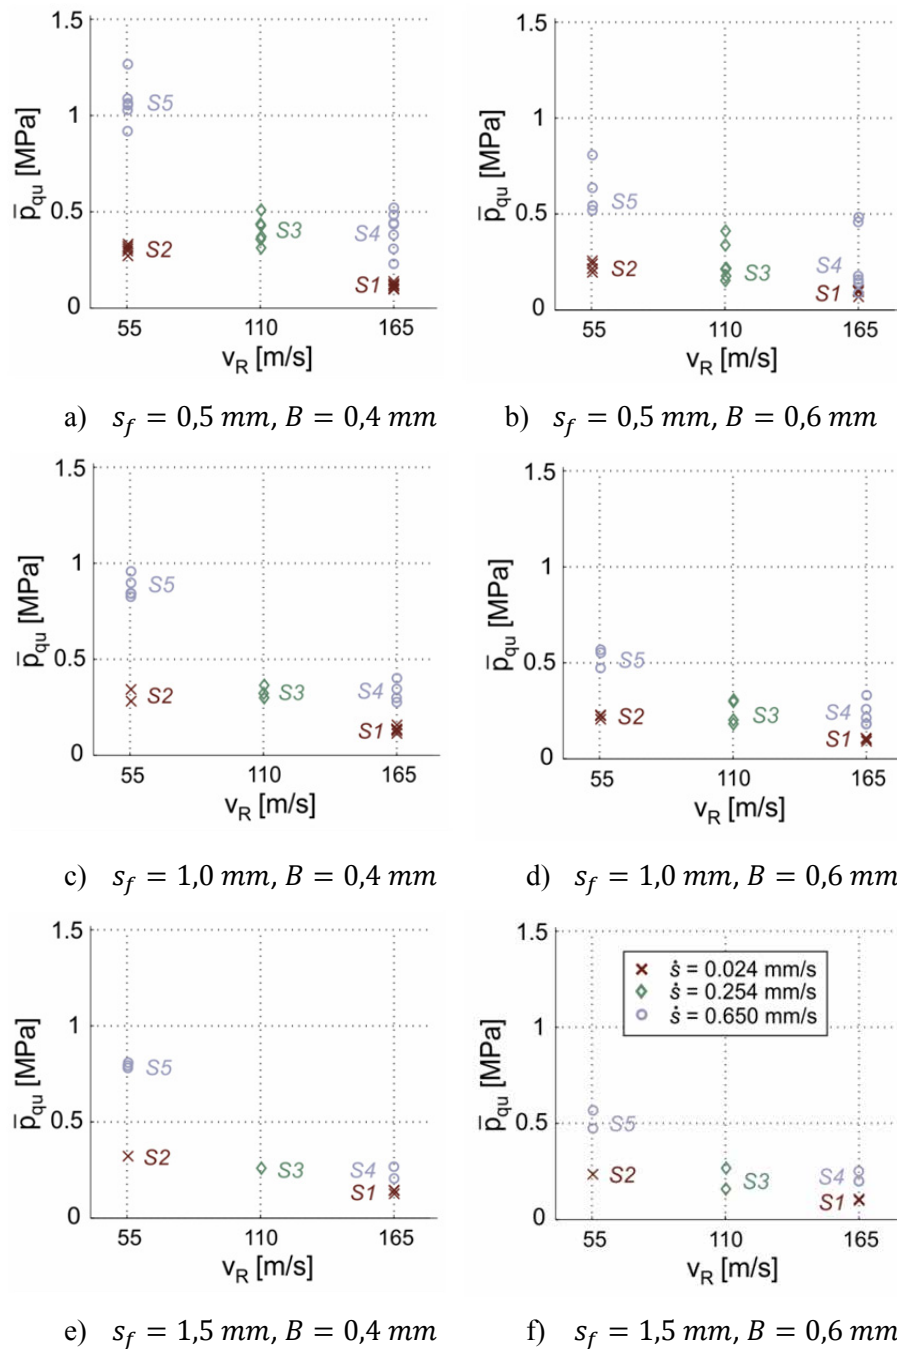 1.5
1
0.5
0
p̅qu [MPa]
S5
S2
S3
S4
S1
55 110 165
vR [m/s]
a) sf = 0,5 mm, B = 0,4 mm
1.5
1
0.5
0
p̅qu [MPa]
S5
S2
S3
S4
S1
55 110 165
vR [m/s]
b) sf = 0,5 mm, B = 0,6 mm
1.5
1
0.5
0
p̅qu [MPa]
S5
S2
S3
S4
S1
55 110 165
vR [m/s]
c) sf = 1,0 mm, B = 0,4 mm
1.5
1
0.5
0
p̅qu [MPa]
S5
S2
S3
S4
S1
55 110 165
vR [m/s]
d) sf = 1,0 mm, B = 0,6 mm
1.5
1
0.5
0
p̅qu [MPa]
S5
S2
S3
S4
S1
55 110 165
vR [m/s]
e) sf = 1,5 mm, B = 0,4 mm
1.5
1
0.5
0
p̅qu [MPa]
ṡ = 0.024 mm/s
ṡ = 0.254 mm/s
ṡ = 0.650 mm/s
S5
S2
S3
S4
S1
55 110 165
vR [m/s]
f) sf = 1,5 mm, B = 0,6 mm